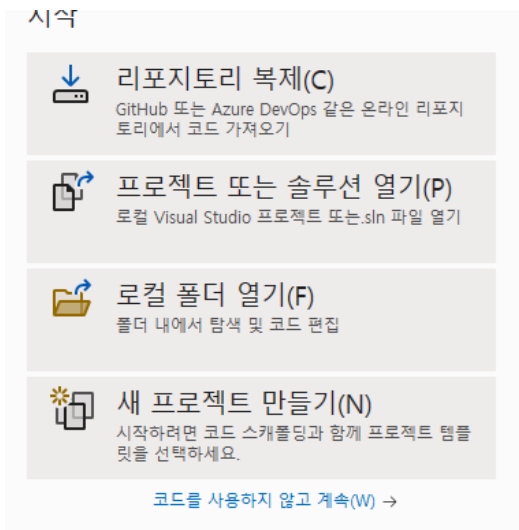 시작
리포지토리 복제(C)
GitHub 또는 Azure DevOps 같은 온라인 리포지
토리에서 코드 가져오기
프로젝트 또는 솔루션 열기(P)
로컬 Visual Studio 프로젝트 또는.sln 파일 열기
로컬 폴더 열기(F)
폴더 내에서 탐색 및 코드 편집
새 프로젝트 만들기(N)
시작하려면 코드 스캐폴딩과 함께 프로젝트 템플
릿을 선택하세요.
코드를 사용하지 않고 계속(W) →